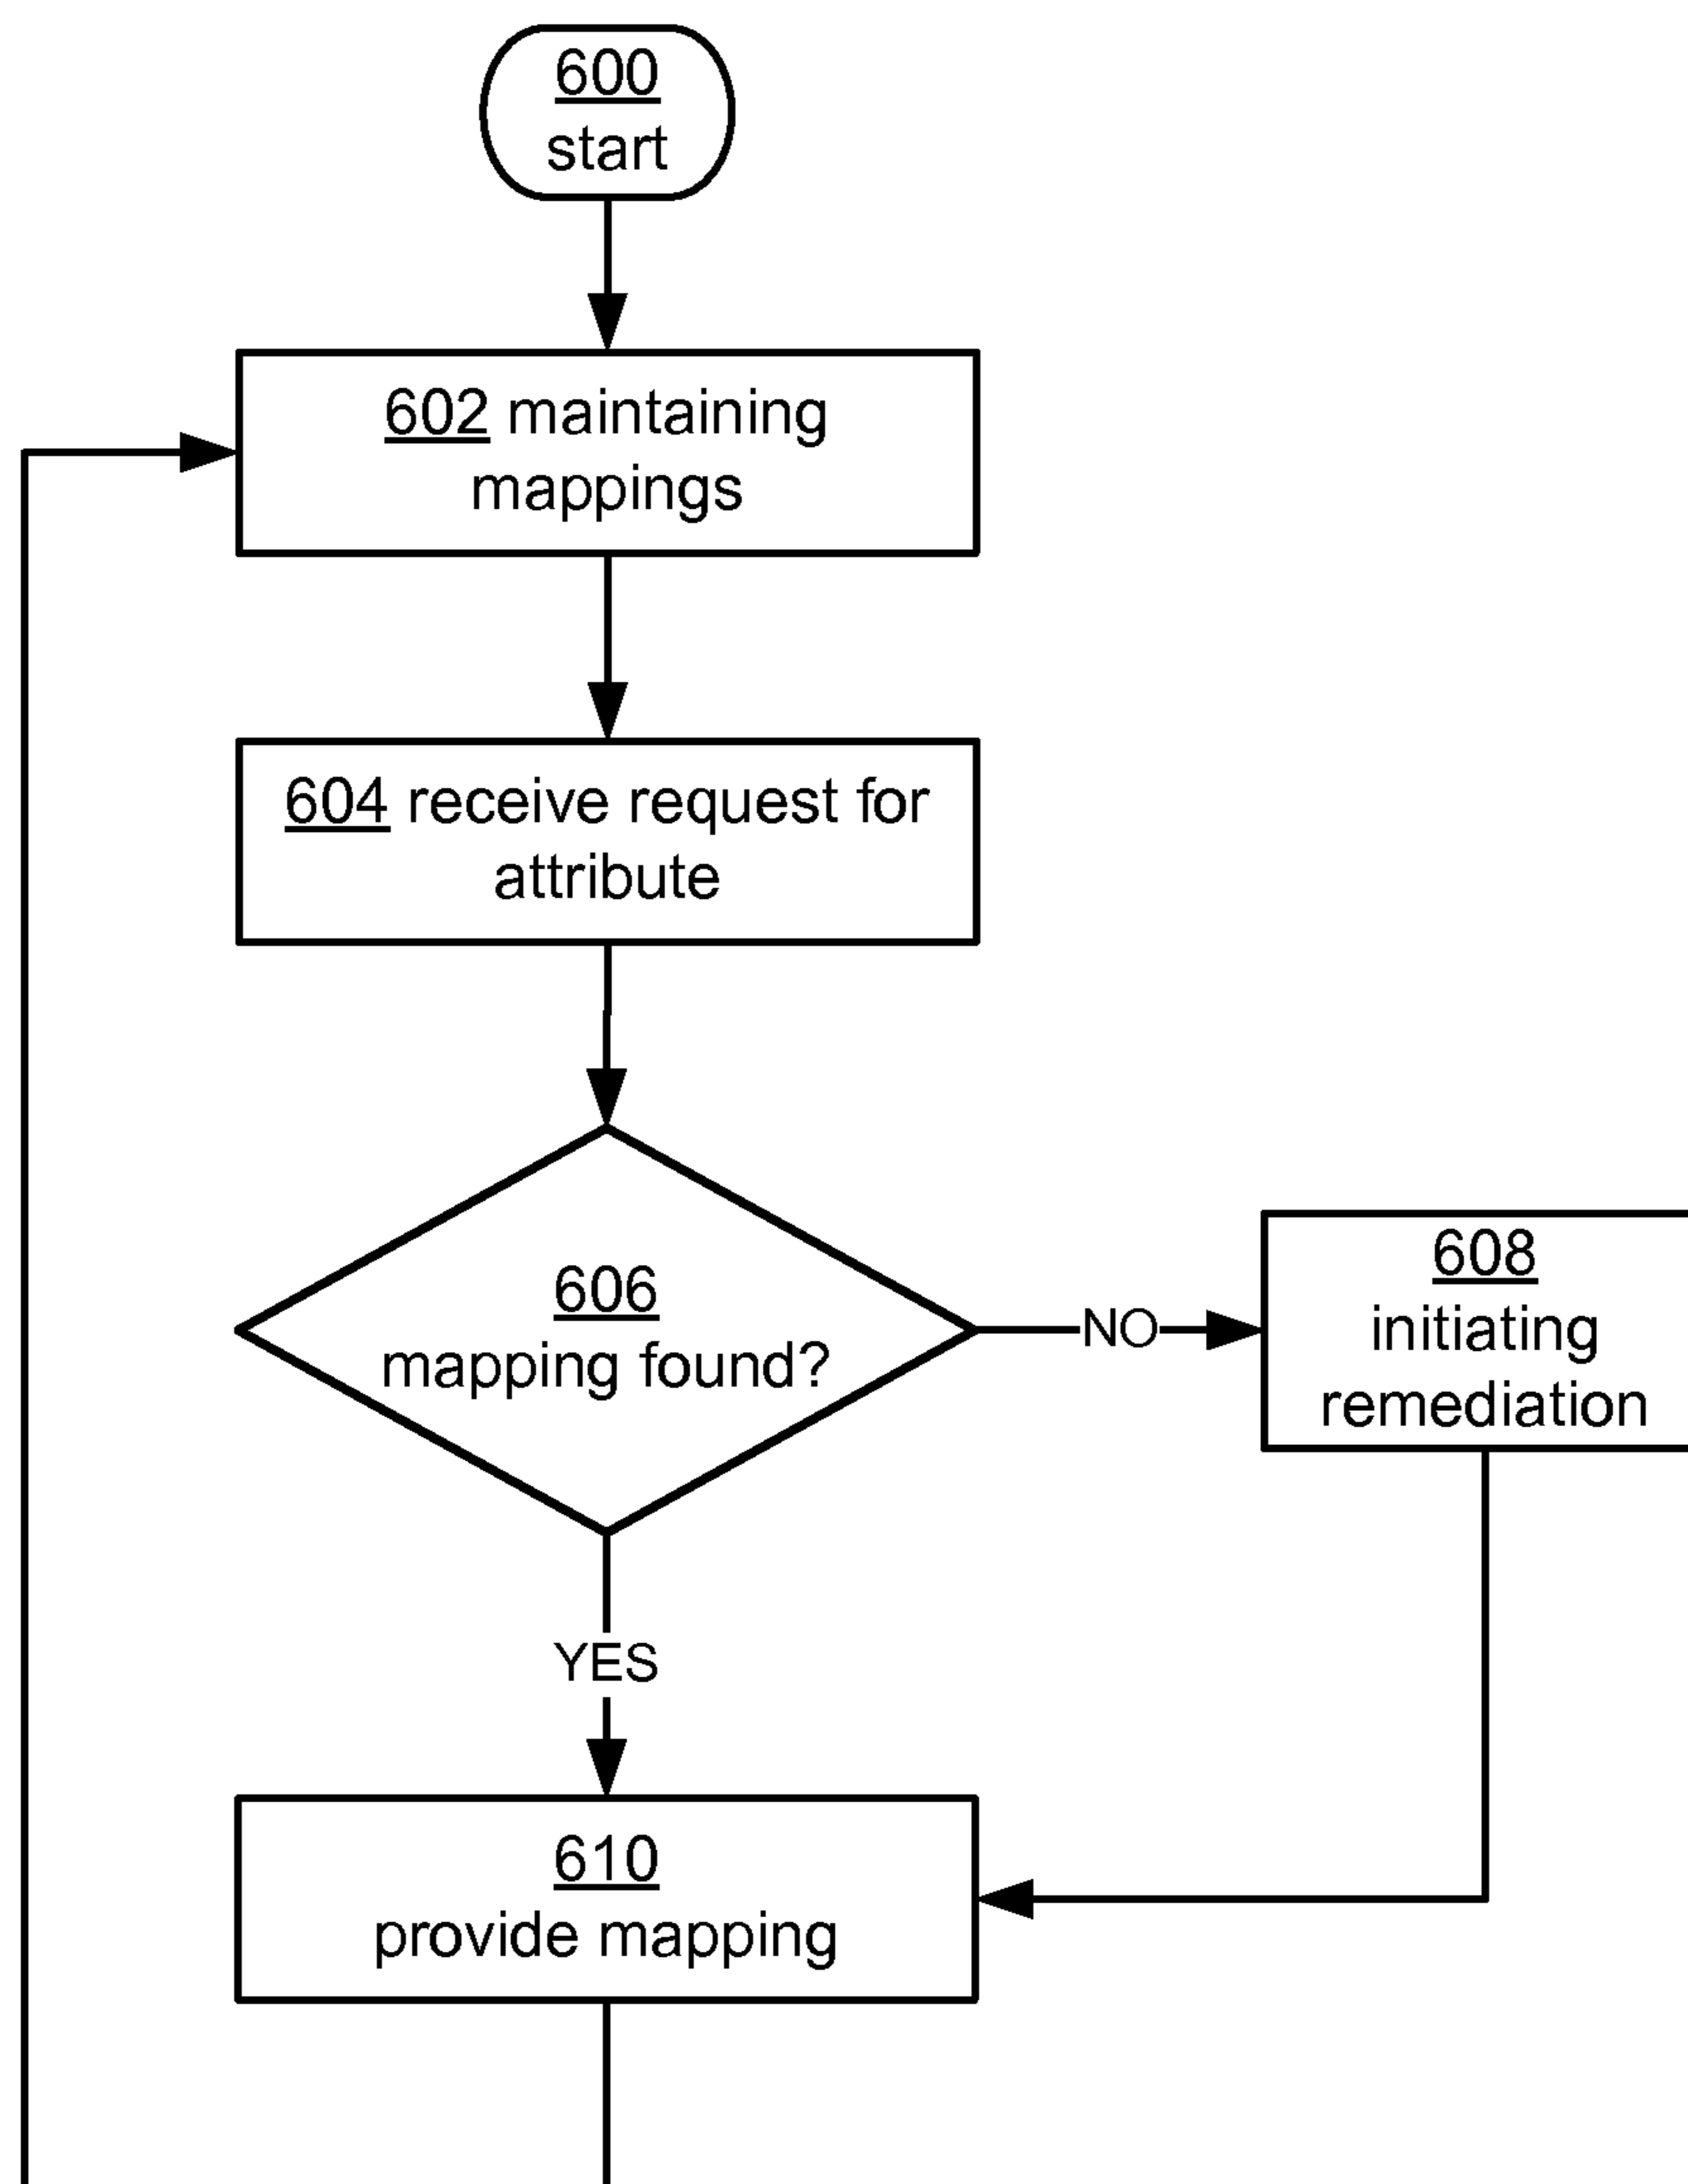 600
start
602 maintaining
mappings
604 receive request for
attribute
606
mapping found?
NO
608
initiating
remediation
YES
610
provide mapping